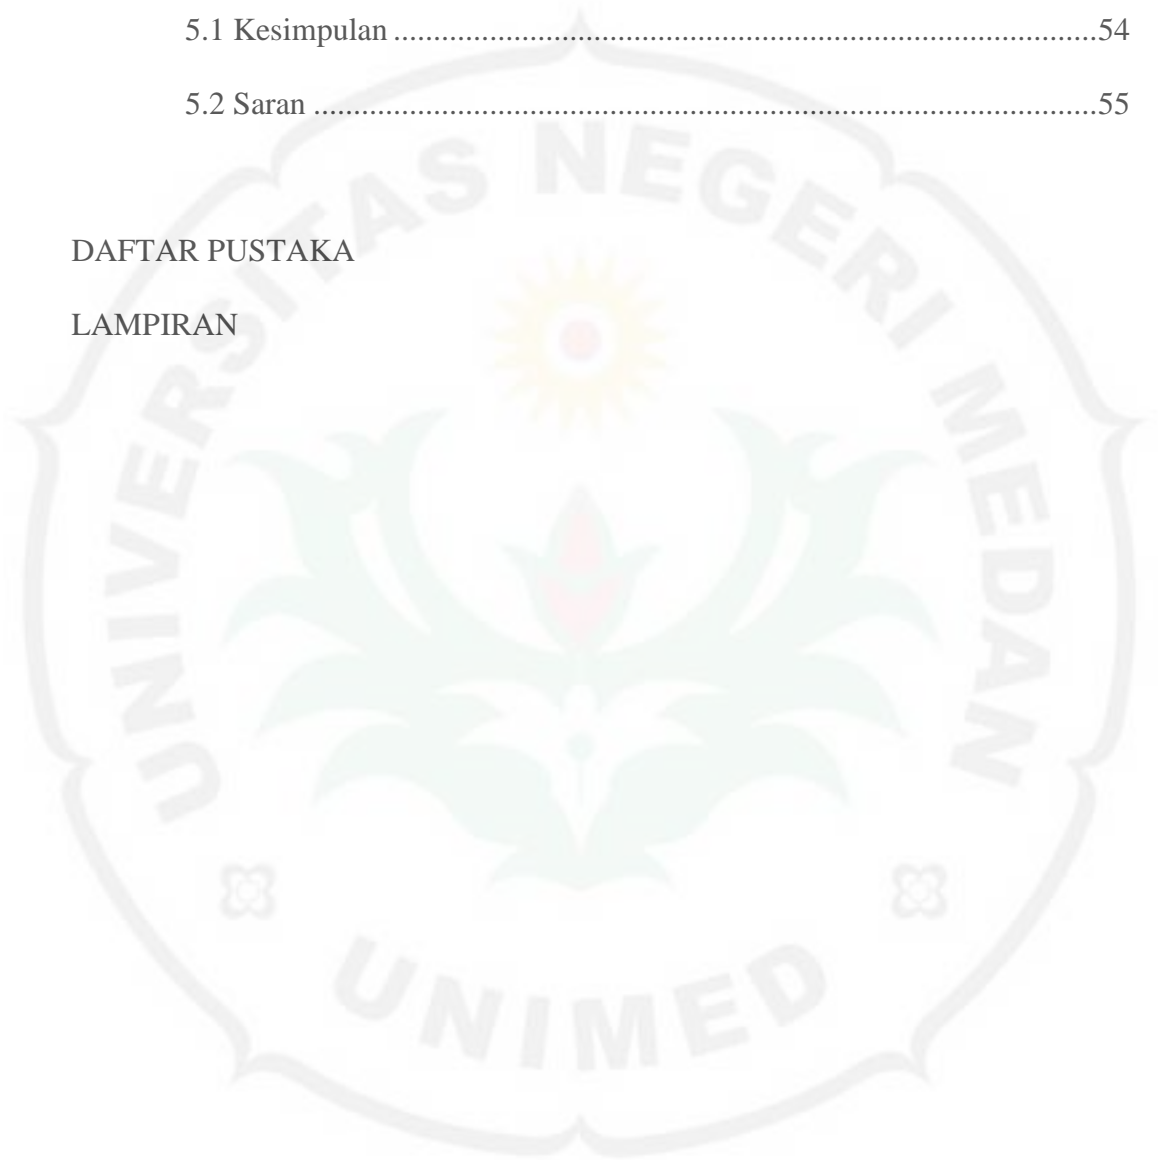 5.1 Kesimpulan ........................................................................................54
5.2 Saran ..................................................................................................55
DAFTAR PUSTAKA
LAMPIRAN
UNIVERSITAS NEGERI MEDAN
UNIMED